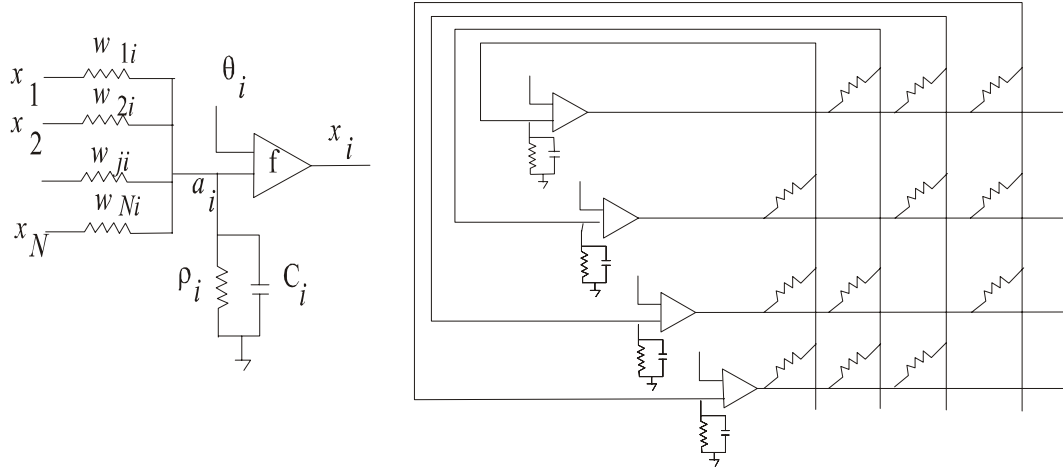 w 1i
x 1
θ i
w 2i
x 2
x i
w ji
f
a i
w Ni
x N
ρ i
C i